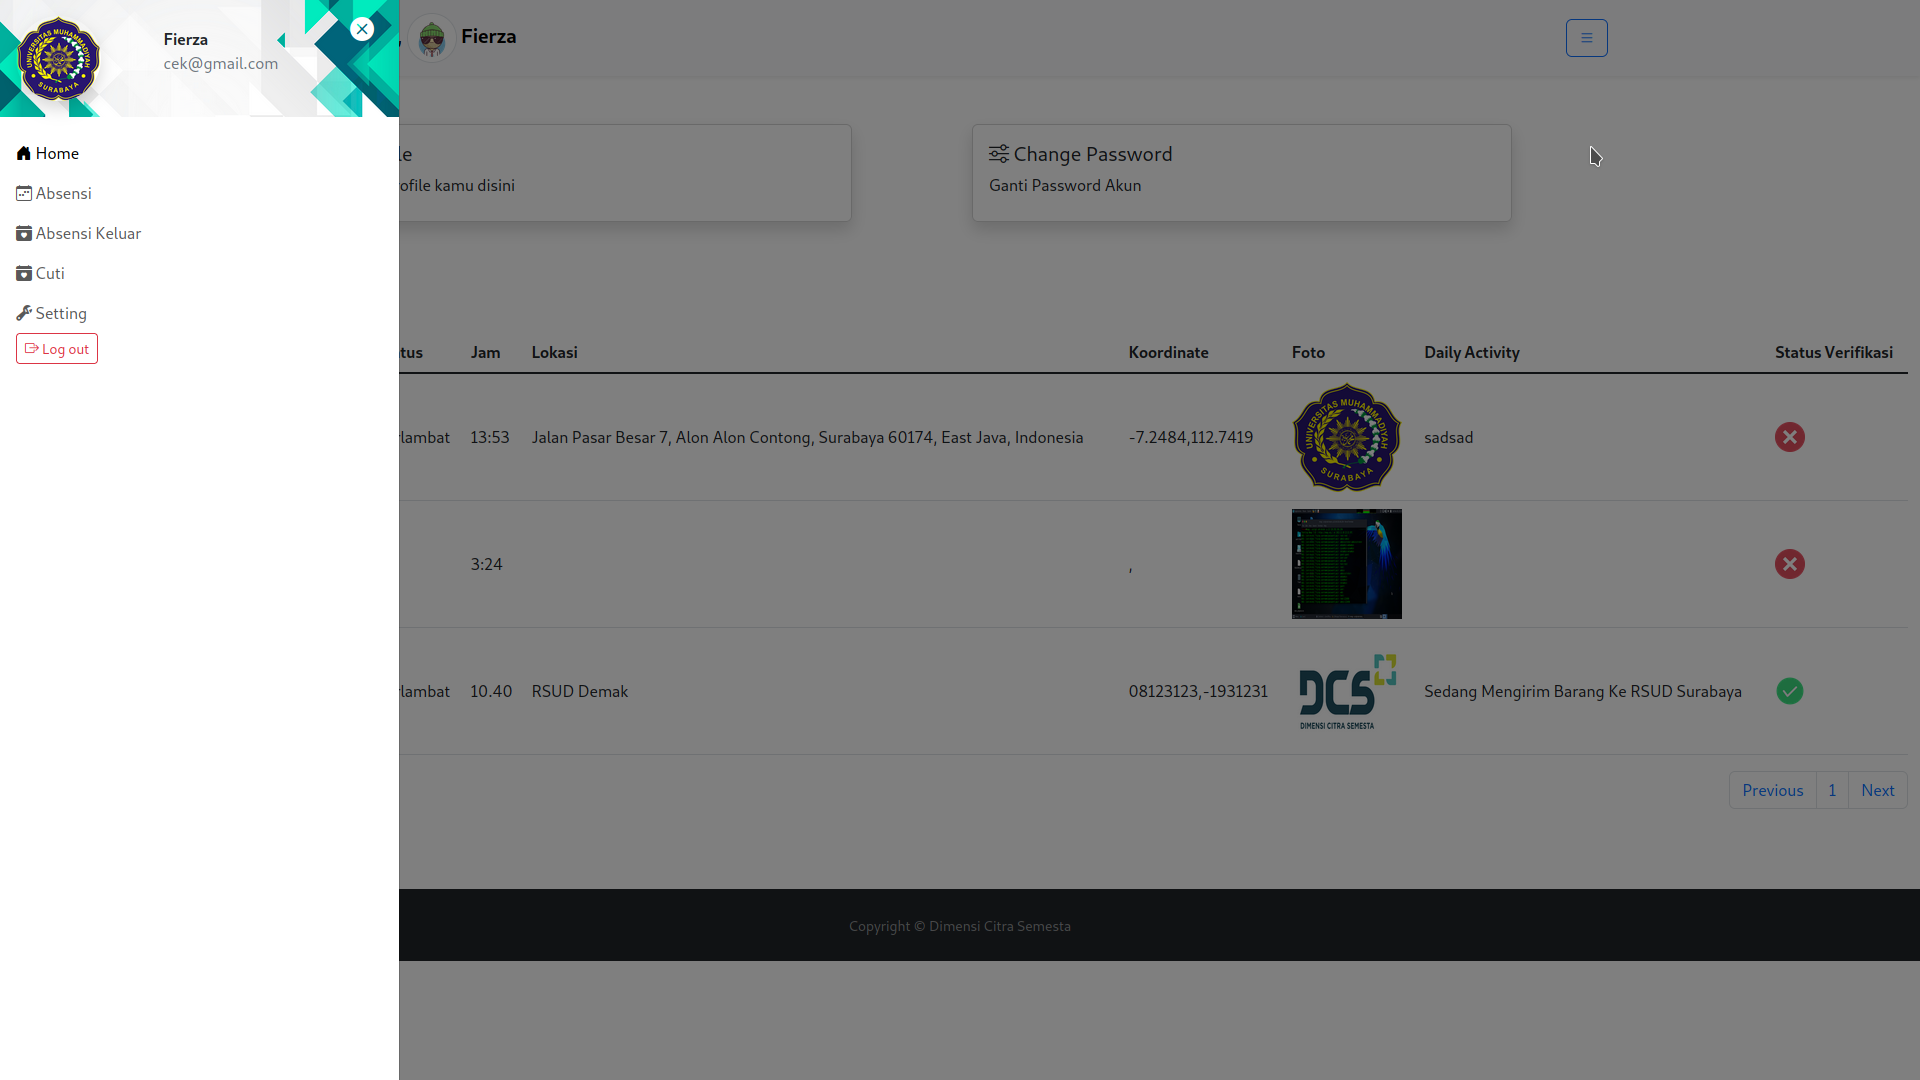 UNIVERSITAS MUHAMMADIYAH
SURABAYA
Fierza
cek@gmail.com
Home
Absensi
Absensi Keluar
Cuti
Setting
Log out
, Fierza
le
ofile kamu disini
Change Password
Ganti Password Akun
tus Jam Lokasi Koordinate Foto Daily Activity Status Verifikasi
lambat 13:53 Jalan Pasar Besar 7, Alon Alon Contong, Surabaya 60174, East Java, Indonesia -7.2484,112.7419 UNIVERSITAS MUHAMMADIYAH SURABAYA sadsad
3:24 ,
lambat 10.40 RSUD Demak 08123123,-1931231 DCS DIMENSI CITRA SEMESTA Sedang Mengirim Barang Ke RSUD Surabaya
Previous 1 Next
Copyright © Dimensi Citra Semesta